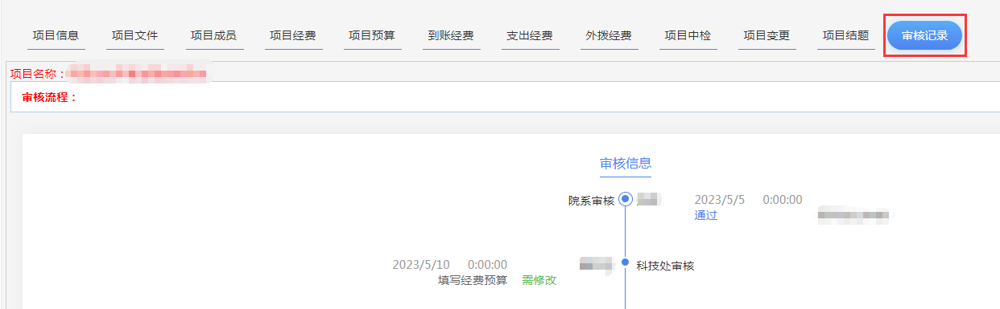 项目信息 项目文件 项目成员 项目经费 项目预算 到账经费 支出经费 外拨经费 项目中检 项目变更 项目结题 审核记录
项目名称：
审核流程：
审核信息
院系审核 2023/5/5 0:00:00
通过
2023/5/10 0:00:00 科技处审核
填写经费预算 需修改